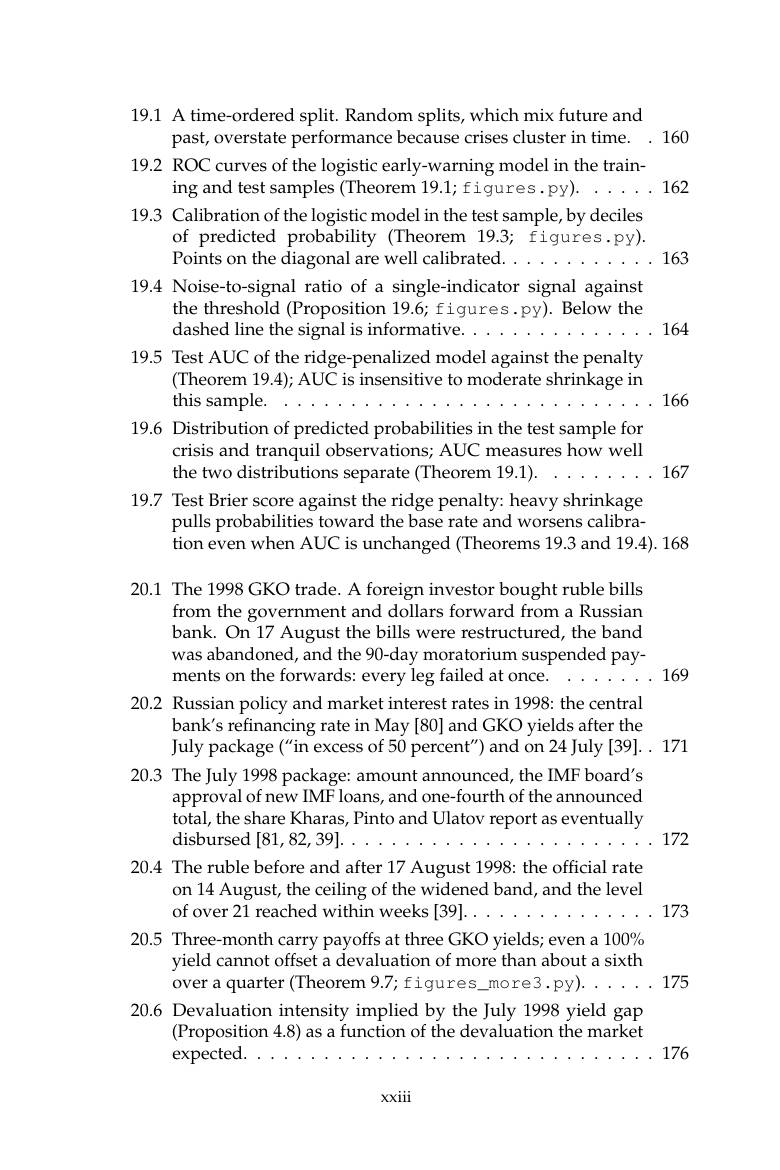 19.1 A time-ordered split. Random splits, which mix future and
past, overstate performance because crises cluster in time. . 160
19.2 ROC curves of the logistic early-warning model in the train-
ing and test samples (Theorem 19.1; figures.py). . . . . . 162
19.3 Calibration of the logistic model in the test sample, by deciles
of predicted probability (Theorem 19.3; figures.py).
Points on the diagonal are well calibrated. . . . . . . . . . . . 163
19.4 Noise-to-signal ratio of a single-indicator signal against
the threshold (Proposition 19.6; figures.py). Below the
dashed line the signal is informative. . . . . . . . . . . . . . . 164
19.5 Test AUC of the ridge-penalized model against the penalty
(Theorem 19.4); AUC is insensitive to moderate shrinkage in
this sample. . . . . . . . . . . . . . . . . . . . . . . . . . . . . 166
19.6 Distribution of predicted probabilities in the test sample for
crisis and tranquil observations; AUC measures how well
the two distributions separate (Theorem 19.1). . . . . . . . . 167
19.7 Test Brier score against the ridge penalty: heavy shrinkage
pulls probabilities toward the base rate and worsens calibra-
tion even when AUC is unchanged (Theorems 19.3 and 19.4). 168
20.1 The 1998 GKO trade. A foreign investor bought ruble bills
from the government and dollars forward from a Russian
bank. On 17 August the bills were restructured, the band
was abandoned, and the 90-day moratorium suspended pay-
ments on the forwards: every leg failed at once. . . . . . . . 169
20.2 Russian policy and market interest rates in 1998: the central
bank's refinancing rate in May [80] and GKO yields after the
July package ("in excess of 50 percent") and on 24 July [39]. . 171
20.3 The July 1998 package: amount announced, the IMF board's
approval of new IMF loans, and one-fourth of the announced
total, the share Kharas, Pinto and Ulatov report as eventually
disbursed [81, 82, 39]. . . . . . . . . . . . . . . . . . . . . . . . 172
20.4 The ruble before and after 17 August 1998: the official rate
on 14 August, the ceiling of the widened band, and the level
of over 21 reached within weeks [39]. . . . . . . . . . . . . . . 173
20.5 Three-month carry payoffs at three GKO yields; even a 100%
yield cannot offset a devaluation of more than about a sixth
over a quarter (Theorem 9.7; figures_more3.py). . . . . . 175
20.6 Devaluation intensity implied by the July 1998 yield gap
(Proposition 4.8) as a function of the devaluation the market
expected. . . . . . . . . . . . . . . . . . . . . . . . . . . . . . . 176
xxiii